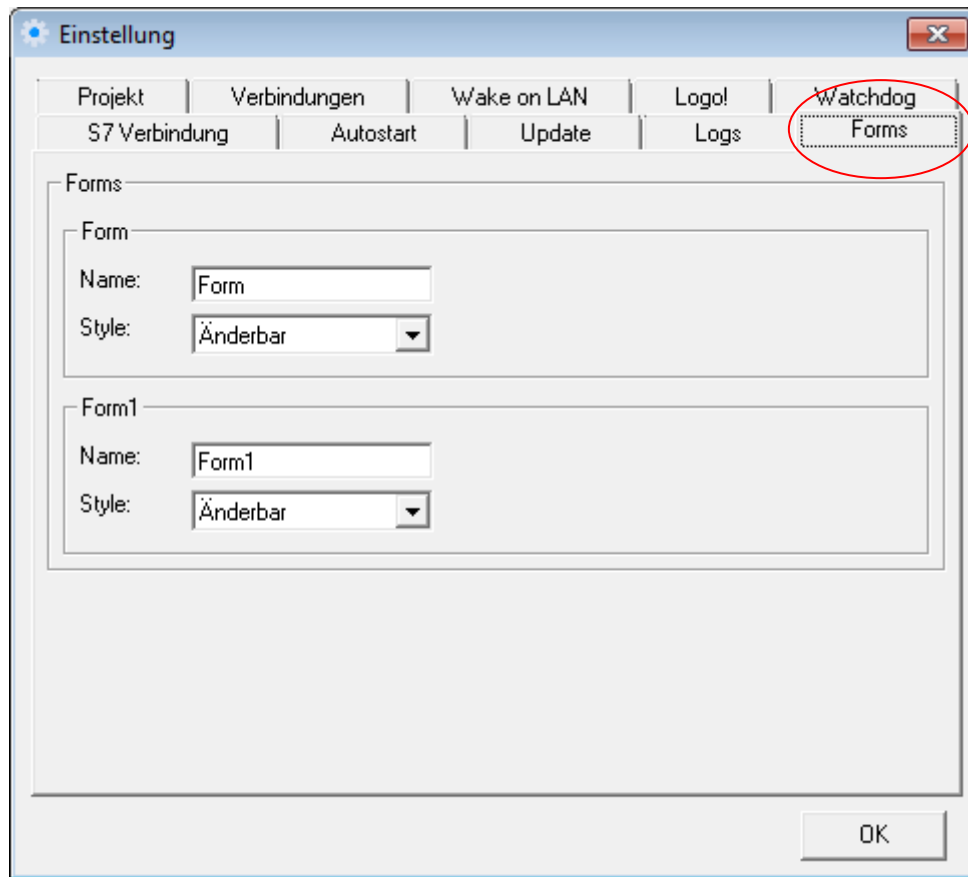 Einstellung
Projekt Verbindungen Wake on LAN Logo! Watchdog
S7 Verbindung Autostart Update Logs Forms
Forms
Form
Name: Form
Style: Änderbar
Form1
Name: Form1
Style: Änderbar
OK